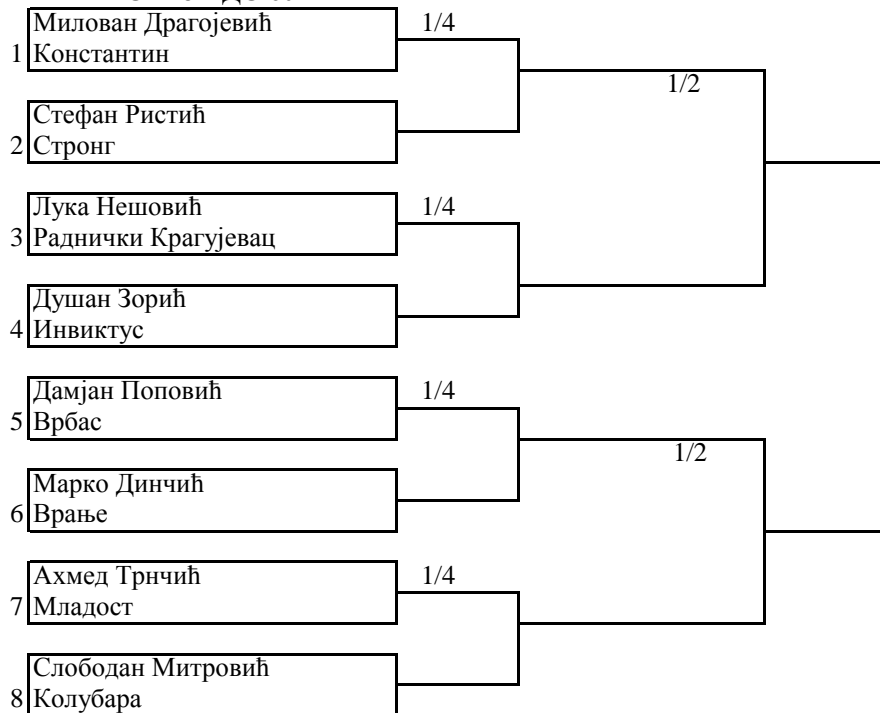 Милован Драгојевић
1/4
1 Константин
1/2
Стефан Ристић
2 Стронг
Лука Нешовић
1/4
3 Раднички Крагујевац
Душан Зорић
4 Инвиктус
Дамјан Поповић
1/4
5 Врбас
1/2
Марко Динчић
6 Врање
Ахмед Трнчић
1/4
7 Младост
Слободан Митровић
8 Колубара